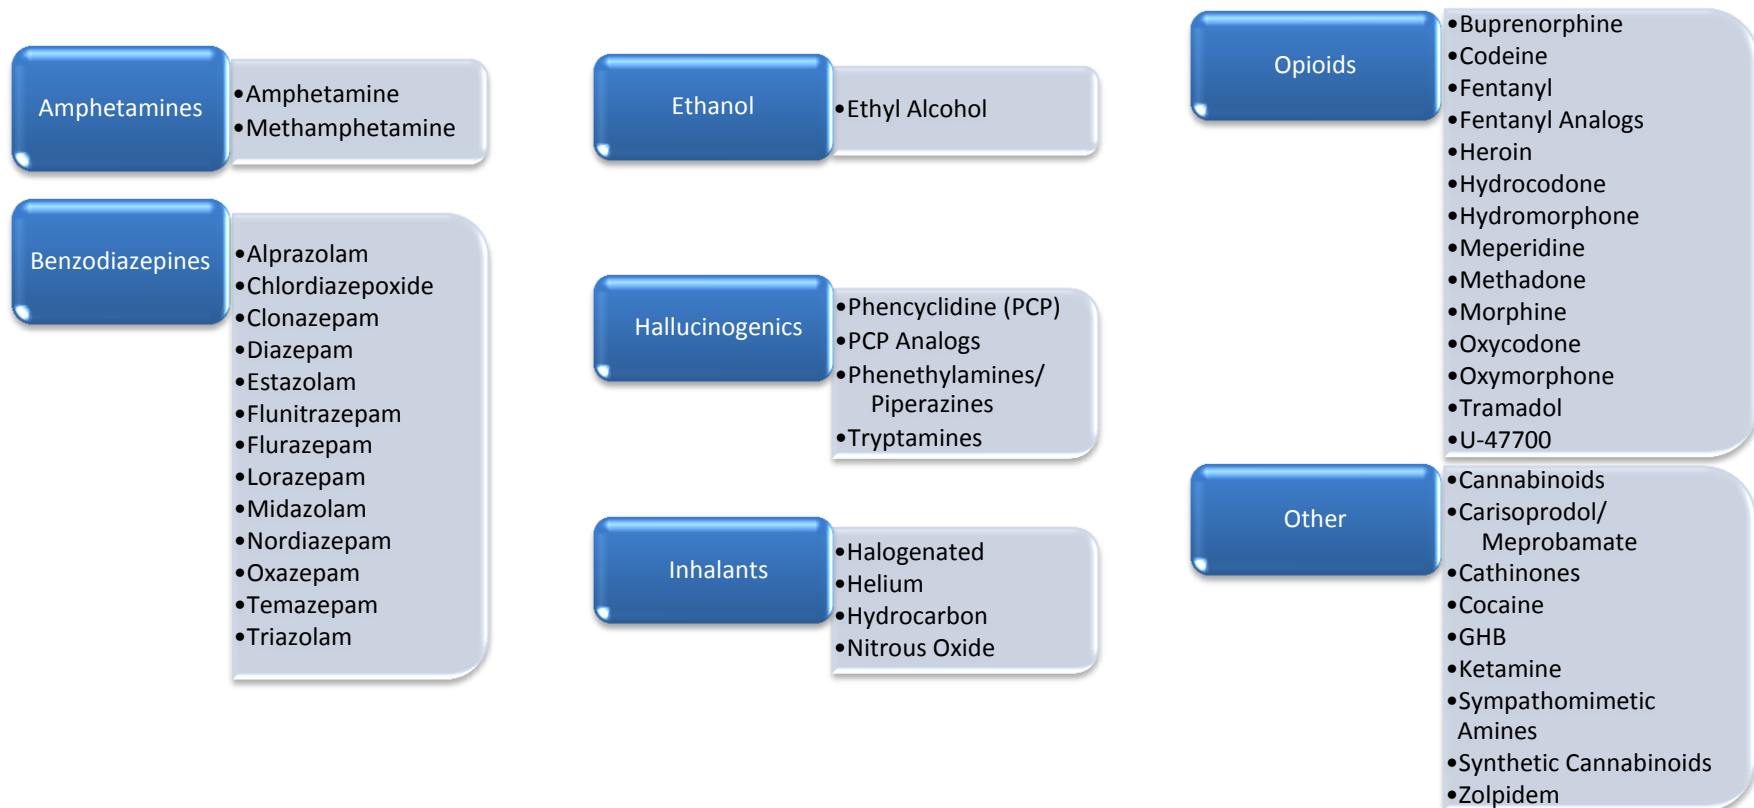 Amphetamines
•Amphetamine
•Methamphetamine
Benzodiazepines
•Alprazolam
•Chlordiazepoxide
•Clonazepam
•Diazepam
•Estazolam
•Flunitrazepam
•Flurazepam
•Lorazepam
•Midazolam
•Nordiazepam
•Oxazepam
•Temazepam
•Triazolam
Ethanol
•Ethyl Alcohol
Hallucinogenics
•Phencyclidine (PCP)
•PCP Analogs
•Phenethylamines/
Piperazines
•Tryptamines
Inhalants
•Halogenated
•Helium
•Hydrocarbon
•Nitrous Oxide
Opioids
•Buprenorphine
•Codeine
•Fentanyl
•Fentanyl Analogs
•Heroin
•Hydrocodone
•Hydromorphone
•Meperidine
•Methadone
•Morphine
•Oxycodone
•Oxymorphone
•Tramadol
•U-47700
Other
•Cannabinoids
•Carisoprodol/
Meprobamate
•Cathinones
•Cocaine
•GHB
•Ketamine
•Sympathomimetic
Amines
•Synthetic Cannabinoids
•Zolpidem